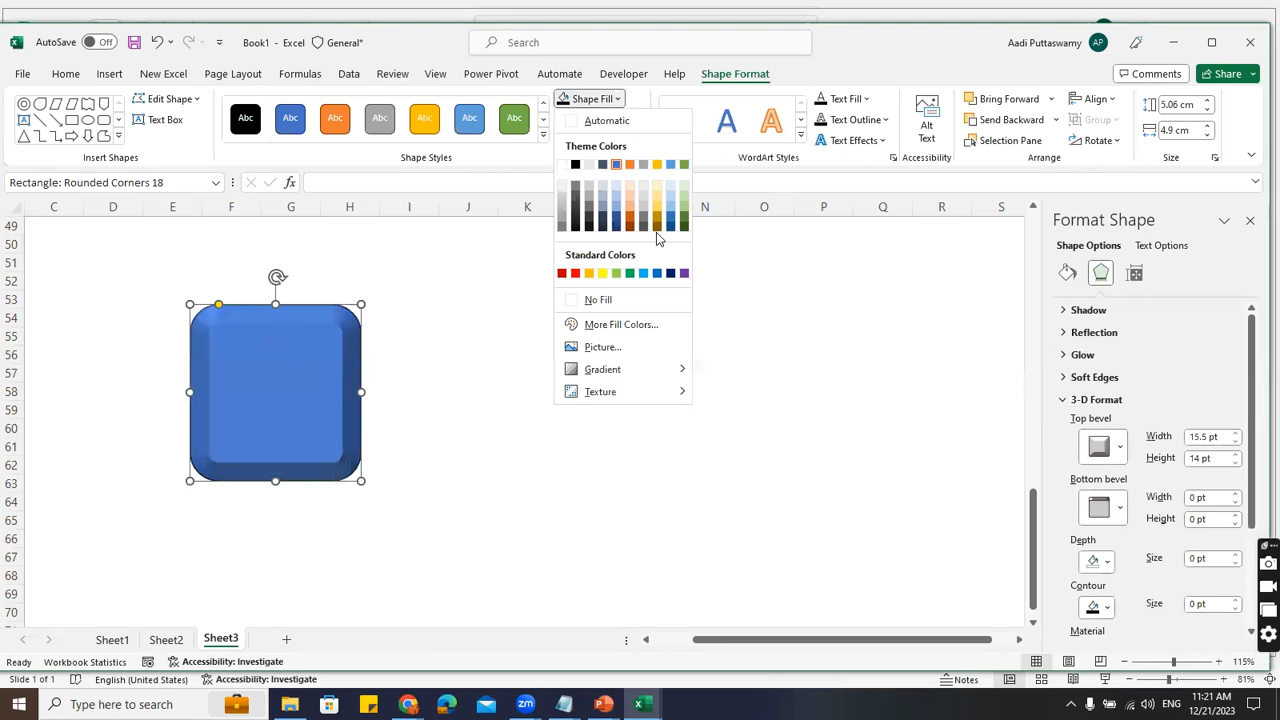 AutoSave Off Book1 - Excel General* Search Aadi Puttaswamy AP
File Home Insert New Excel Page Layout Formulas Data Review View Power Pivot Automate Developer Help Shape Format Comments Share
Edit Shape
Text Box
Insert Shapes
Abc Abc Abc Abc Abc Abc
Shape Styles
Shape Fill
Automatic
Theme Colors
Standard Colors
No Fill
More Fill Colors...
Picture...
Gradient
Texture
A A
Text Fill
Text Outline
Text Effects
WordArt Styles
Alt
Text
Accessibility
Bring Forward
Send Backward
Selection Pane
Align
Arrange
5.06 cm
4.9 cm
Size
Rectangle: Rounded Corners 18 fx
C D E F G H I J K N O P Q R S
49
50
51
52
53
54
55
56
57
58
59
60
61
62
63
64
65
66
67
68
69
70
Format Shape
Shape Options Text Options
Shadow
Reflection
Glow
Soft Edges
3-D Format
Top bevel
Width 15.5 pt
Height 14 pt
Bottom bevel
Width 0 pt
Height 0 pt
Depth
Size 0 pt
Contour
Size 0 pt
Material
Sheet1 Sheet2 Sheet3
Ready Workbook Statistics Accessibility: Investigate 115%
Slide 1 of 1 English (United States) Accessibility: Investigate Notes 81%
Type here to search zm ENG 11:21 AM
12/21/2023